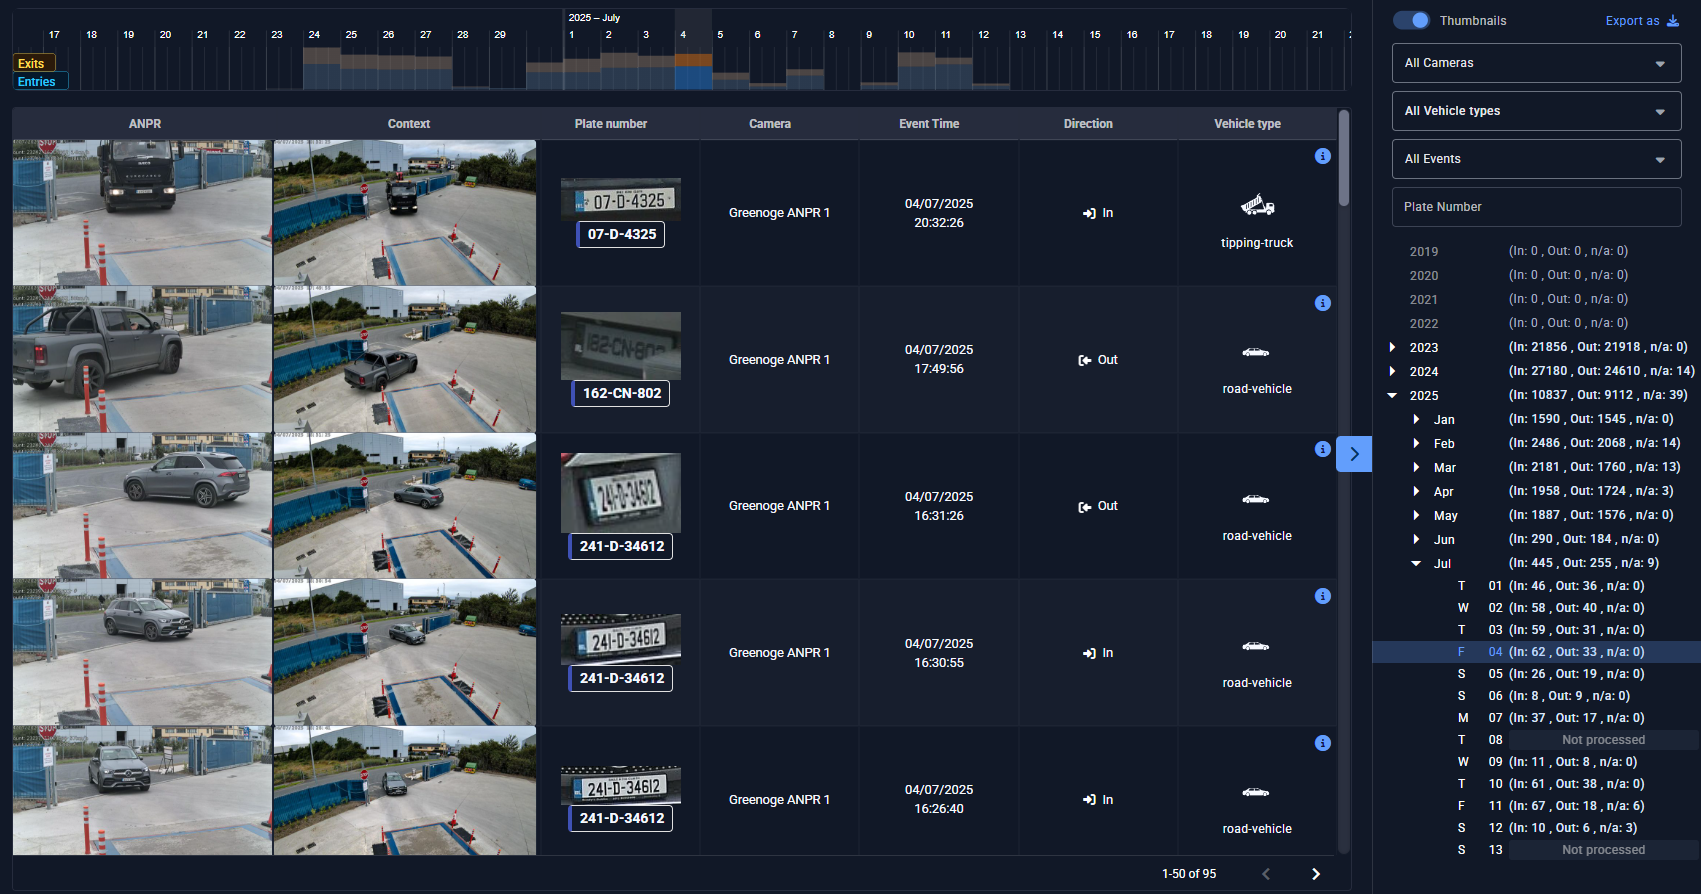 2025 – July
17 18 19 20 21 22 23 24 25 26 27 28 29 1 2 3 4 5 6 7 8 9 10 11 12 13 14 15 16 17 18 19 20 21
Exits
Entries
ANPR Context Plate number Camera Event Time Direction Vehicle type
07-D-4325
07-D-4325
Greenoge ANPR 1
04/07/2025
20:32:26
In
tipping-truck
162-CN-802
162-CN-802
Greenoge ANPR 1
04/07/2025
17:49:56
Out
road-vehicle
241-D-34612
241-D-34612
Greenoge ANPR 1
04/07/2025
16:31:26
Out
road-vehicle
241-D-34612
241-D-34612
Greenoge ANPR 1
04/07/2025
16:30:55
In
road-vehicle
241-D-34612
241-D-34612
Greenoge ANPR 1
04/07/2025
16:26:40
In
road-vehicle
1-50 of 95
Thumbnails Export as
All Cameras
All Vehicle types
All Events
Plate Number
2019 (In: 0 , Out: 0 , n/a: 0)
2020 (In: 0 , Out: 0 , n/a: 0)
2021 (In: 0 , Out: 0 , n/a: 0)
2022 (In: 0 , Out: 0 , n/a: 0)
2023 (In: 21856 , Out: 21918 , n/a: 0)
2024 (In: 27180 , Out: 24610 , n/a: 14)
2025 (In: 10837 , Out: 9112 , n/a: 39)
Jan (In: 1590 , Out: 1545 , n/a: 0)
Feb (In: 2486 , Out: 2068 , n/a: 14)
Mar (In: 2181 , Out: 1760 , n/a: 13)
Apr (In: 1958 , Out: 1724 , n/a: 3)
May (In: 1887 , Out: 1576 , n/a: 0)
Jun (In: 290 , Out: 184 , n/a: 0)
Jul (In: 445 , Out: 255 , n/a: 9)
T 01 (In: 46 , Out: 36 , n/a: 0)
W 02 (In: 58 , Out: 40 , n/a: 0)
T 03 (In: 59 , Out: 31 , n/a: 0)
F 04 (In: 62 , Out: 33 , n/a: 0)
S 05 (In: 26 , Out: 19 , n/a: 0)
S 06 (In: 8 , Out: 9 , n/a: 0)
M 07 (In: 37 , Out: 17 , n/a: 0)
T 08 Not processed
W 09 (In: 11 , Out: 8 , n/a: 0)
T 10 (In: 61 , Out: 38 , n/a: 0)
F 11 (In: 67 , Out: 18 , n/a: 6)
S 12 (In: 10 , Out: 6 , n/a: 3)
S 13 Not processed